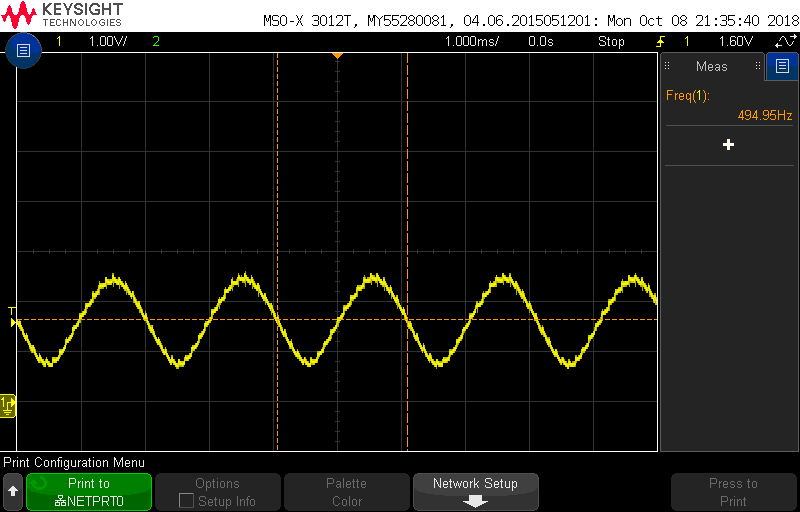 KEYSIGHT
TECHNOLOGIES
MSO-X 3012T, MY55280081, 04.06.2015051201: Mon Oct 08 21:35:40 2018
1 1.00V/ 2 1.000ms/ 0.0s Stop 1 1.60V
Meas
Freq(1):
494.95Hz
T
1
Print Configuration Menu
Print to
NETPRT0
Options
Setup Info
Palette
Color
Network Setup
Press to
Print